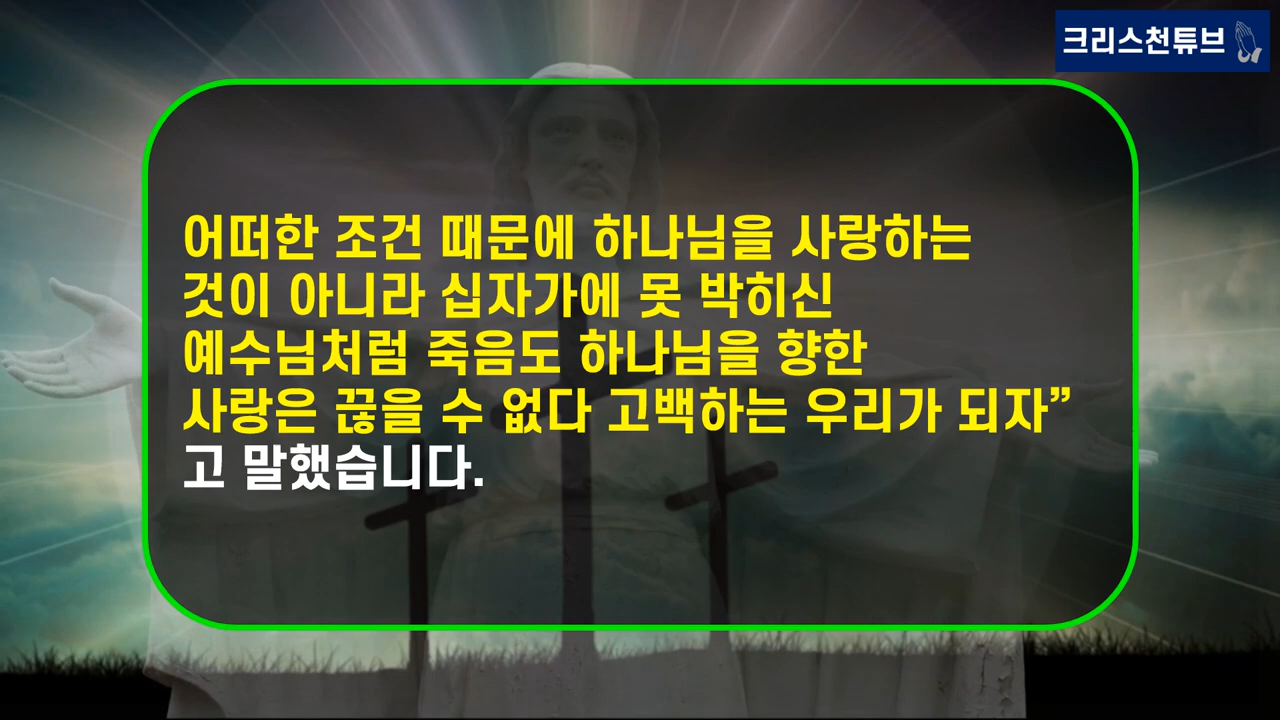 크리스천튜브
어떠한 조건 때문에 하나님을 사랑하는
것이 아니라 십자가에 못 박히신
예수님처럼 죽음도 하나님을 향한
사랑은 끊을 수 없다 고백하는 우리가 되자”
고 말했습니다.